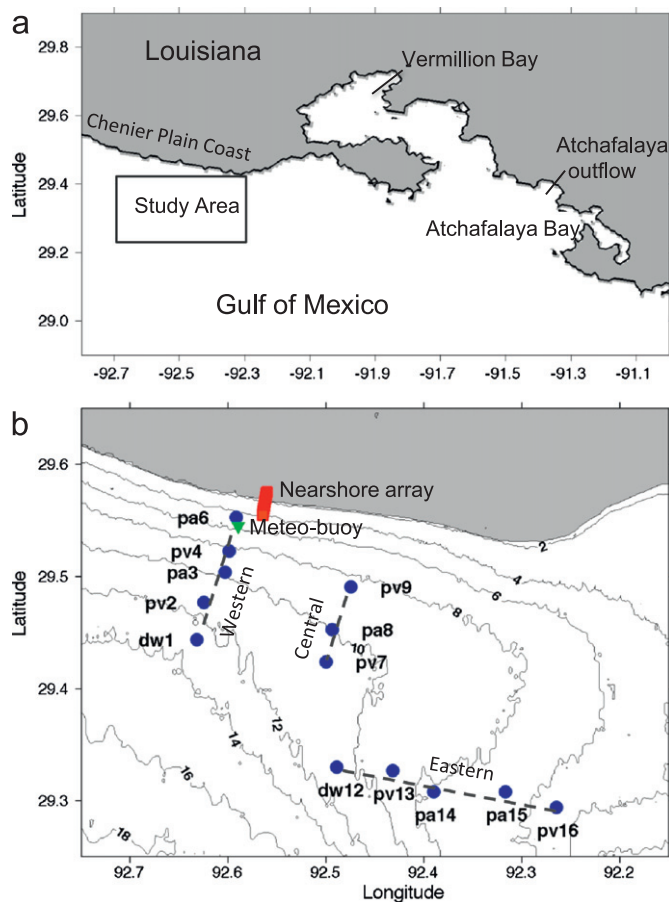 a
Louisiana
Vermillion Bay
Chenier Plain Coast
Atchafalaya
outflow
Study Area
Atchafalaya Bay
Gulf of Mexico
Latitude
29.8
29.6
29.4
29.2
29.0
-92.7 -92.5 -92.3 -92.1 -91.9 -91.7 -91.5 -91.3 -91.1
b
Nearshore array
pa6
Meteo-buoy
2
pv4
4
pa3
6
pv9
pv2
8
Western
Central
pa8
dw1
10
pv7
12
14
16
18
Eastern
dw12
pv13
pa14
pa15
pv16
Latitude
29.6
29.5
29.4
29.3
92.7 92.6 92.5 92.4 92.3 92.2
Longitude